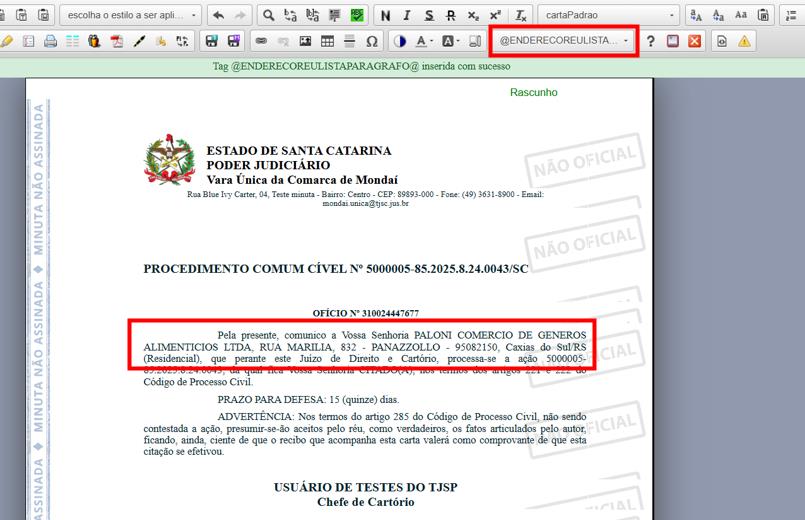 escolha o estilo a ser apli...
N I S R x₂ x² Tx
cartaPadrao
Aa
Ω
A
A
@ENDERECOREULISTA...
?
Tag @ENDERECOREULISTAPARAGRAFO@ inserida com sucesso
Rascunho
ESTADO DE SANTA CATARINA
PODER JUDICIÁRIO
Vara Única da Comarca de Mondaí
Rua Blue Ivy Carter, 04, Teste minuta - Bairro: Centro - CEP: 89893-000 - Fone: (49) 3631-8900 - Email:
mondai.unica@tjsc.jus.br
NÃO OFICIAL
NÃO OFICIAL
PROCEDIMENTO COMUM CÍVEL Nº 5000005-85.2025.8.24.0043/SC
OFÍCIO Nº 310024447677
Pela presente, comunico a Vossa Senhoria PALONI COMERCIO DE GENEROS
ALIMENTICIOS LTDA, RUA MARILIA, 832 - PANAZZOLLO - 95082150, Caxias do Sul/RS
(Residencial), que perante este Juízo de Direito e Cartório, processa-se a ação 5000005-
85.2025.8.24.0043, da qual fica Vossa Senhoria CITADO(A), nos termos dos artigos 221 e 222 do
Código de Processo Civil.
PRAZO PARA DEFESA: 15 (quinze) dias.
ADVERTÊNCIA: Nos termos do artigo 285 do Código de Processo Civil, não sendo
contestada a ação, presumir-se-ão aceitos pelo réu, como verdadeiros, os fatos articulados pelo autor,
ficando, ainda, ciente de que o recibo que acompanha esta carta valerá como comprovante de que esta
citação se efetivou.
NÃO OFICIAL
USUÁRIO DE TESTES DO TJSP
Chefe de Cartório
MINUTA NÃO ASSINADA
MINUTA NÃO ASSINADA
ASSINADA